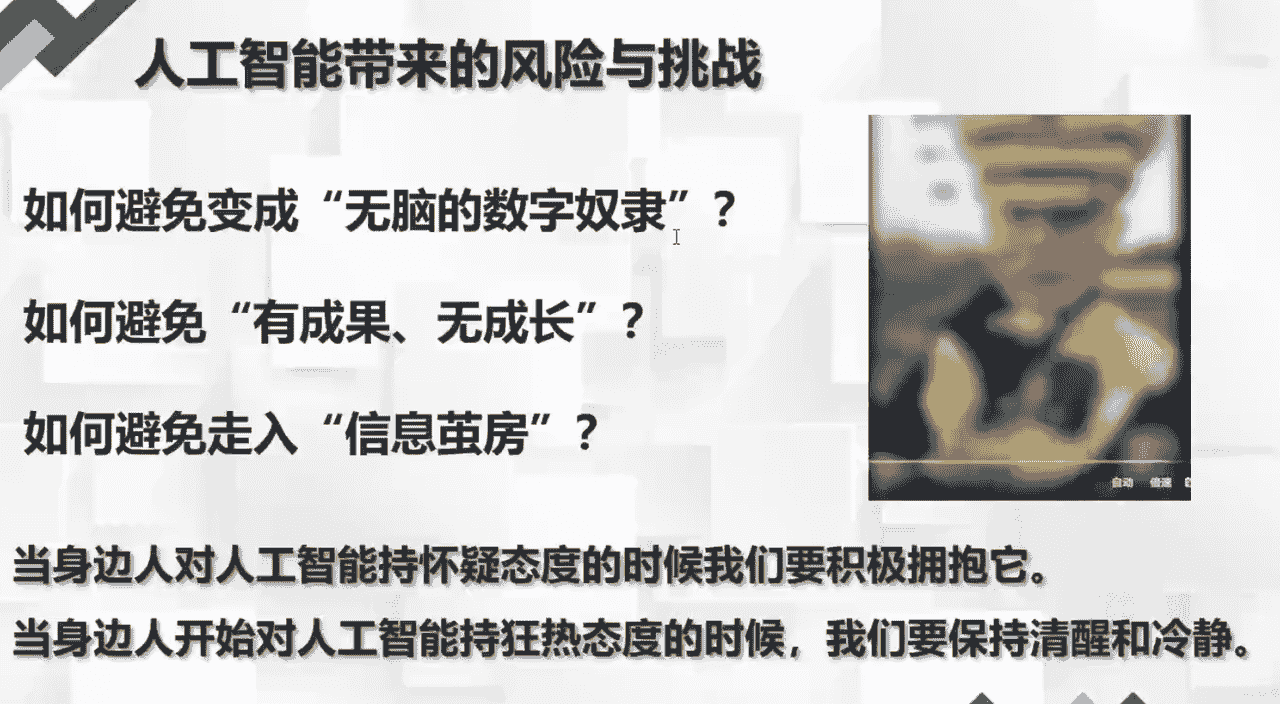 人工智能带来的风险与挑战
如何避免变成“无脑的数字奴隶”？
如何避免“有成果、无成长”？
如何避免走入“信息茧房”？
自动 倍速
当身边人对人工智能持怀疑态度的时候我们要积极拥抱它。
当身边人开始对人工智能持狂热态度的时候，我们要保持清醒和冷静。